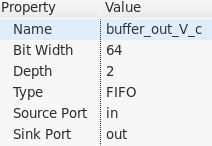 Property Value
Name buffer_out_V_c
Bit Width 64
Depth 2
Type FIFO
Source Port in
Sink Port out